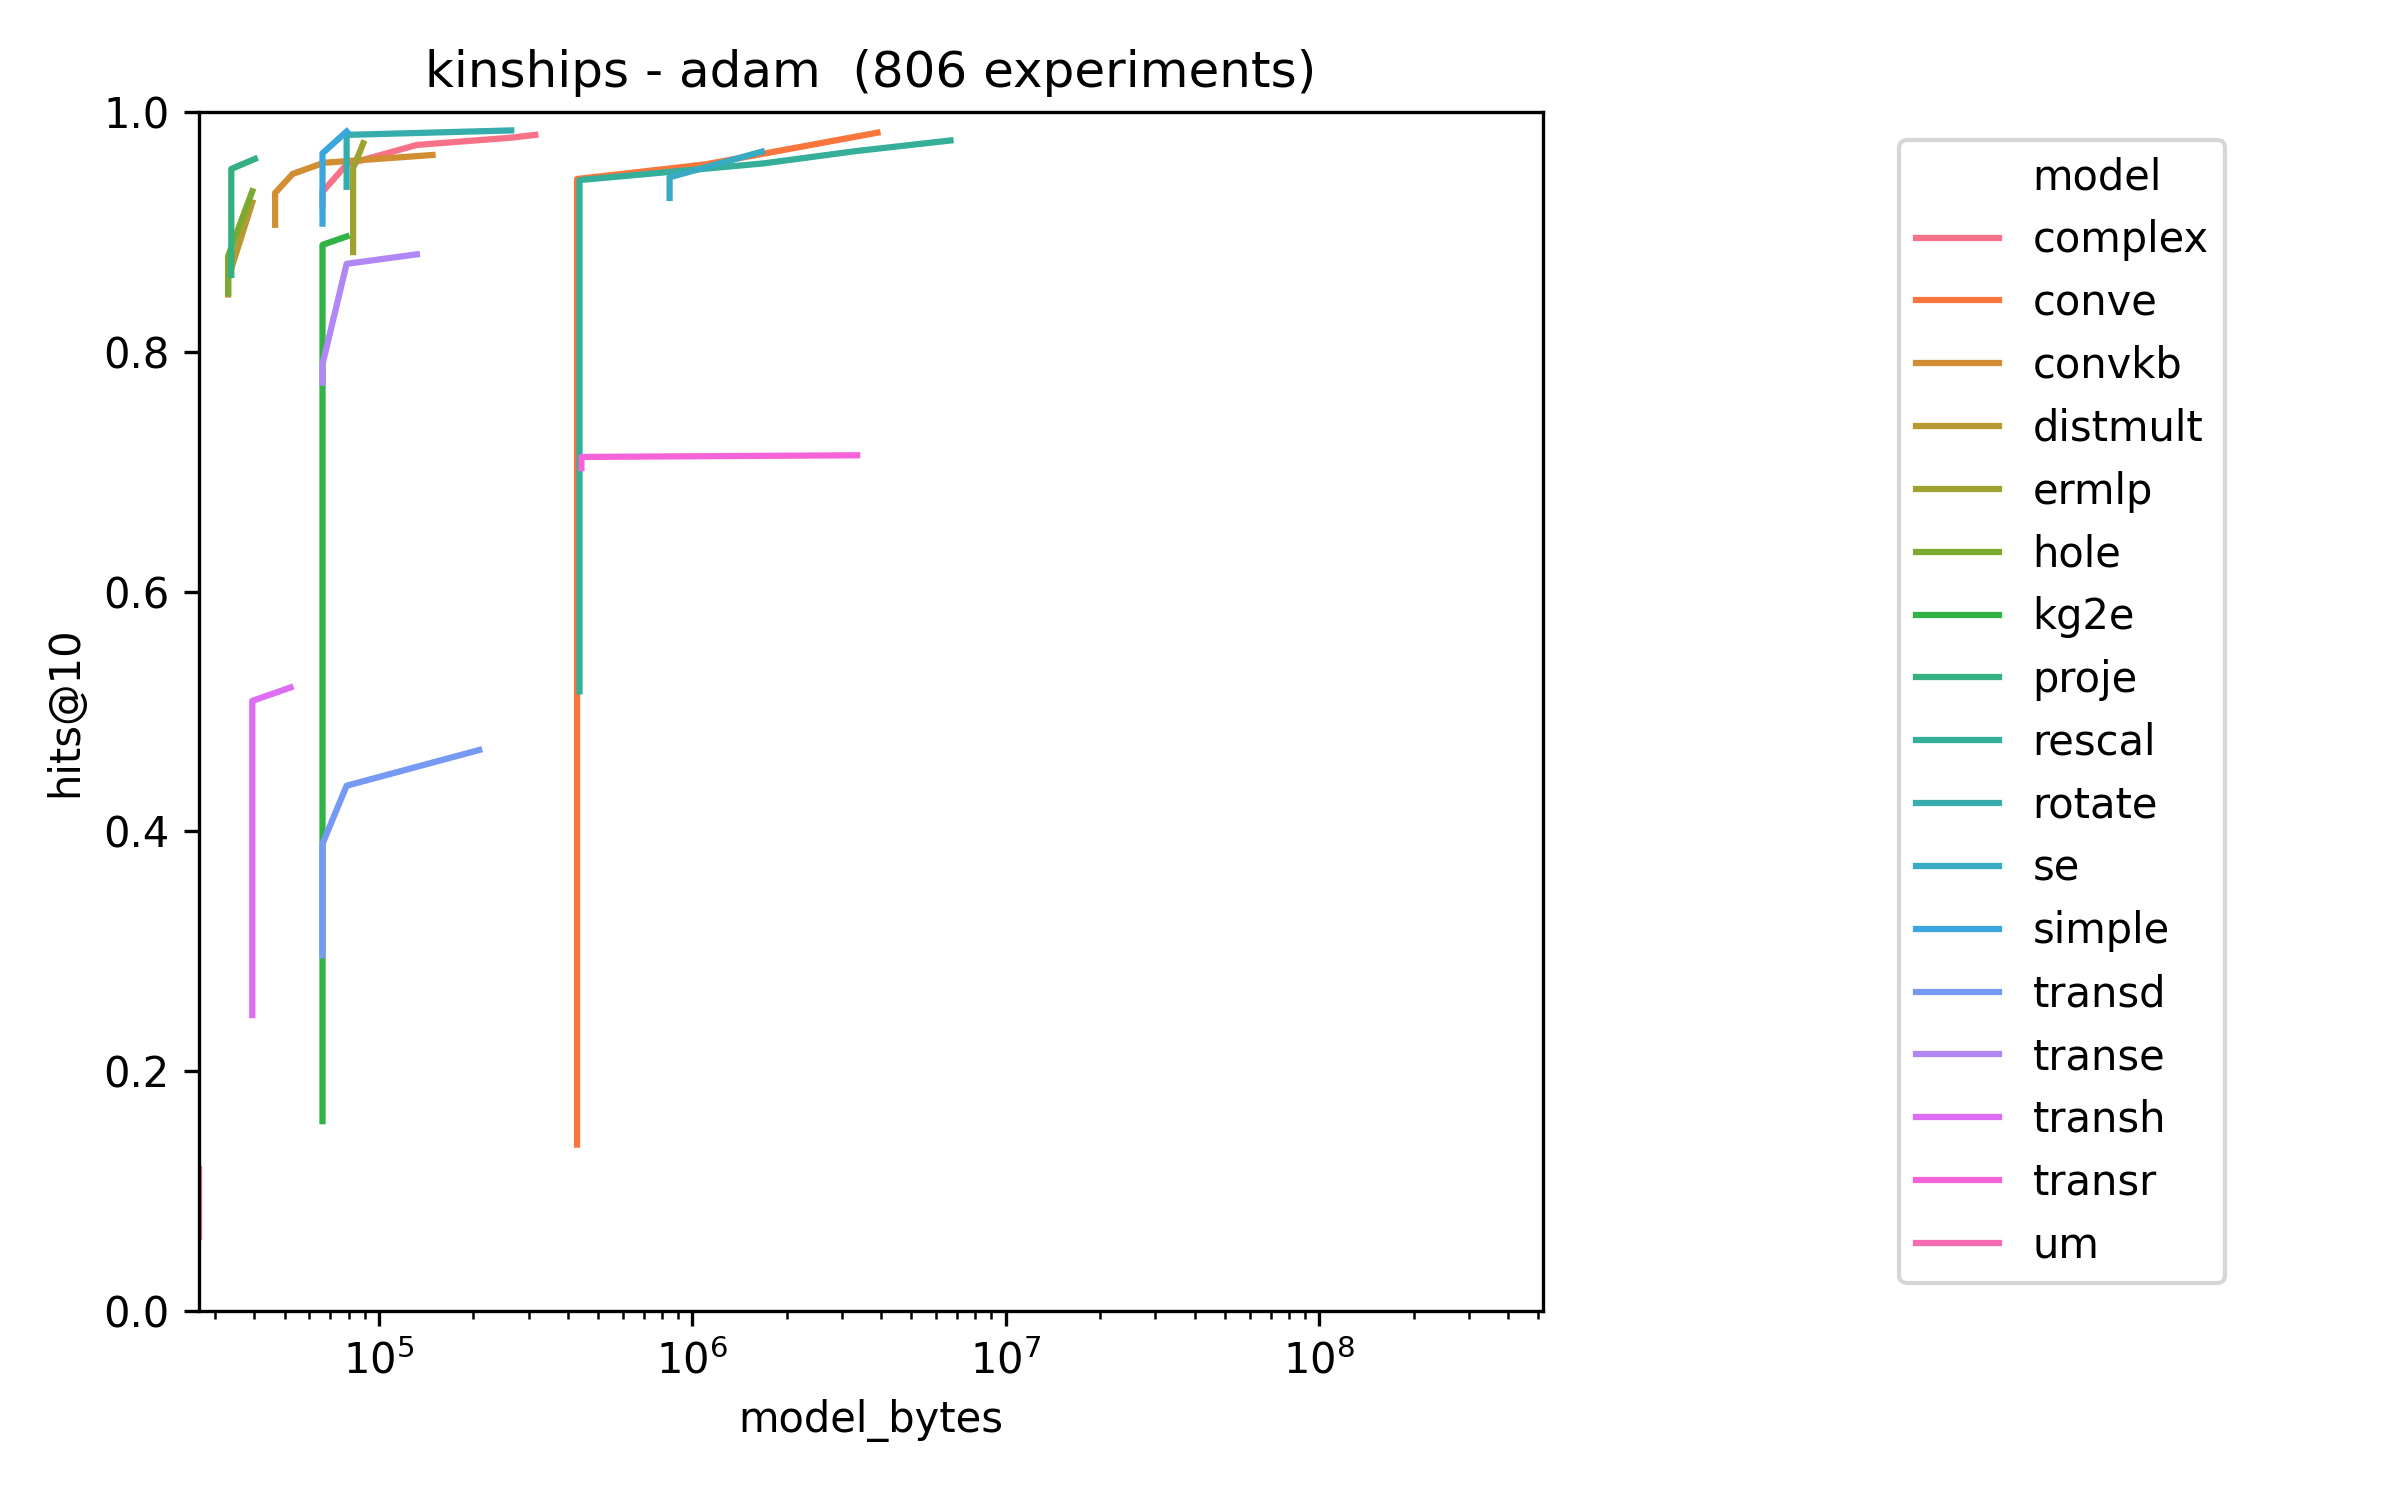 kinships - adam  (806 experiments)
1.0
0.8
0.6
0.4
0.2
0.0
hits@10
10^5
10^6
10^7
10^8
model_bytes
model
complex
conve
convkb
distmult
ermlp
hole
kg2e
proje
rescal
rotate
se
simple
transd
transe
transh
transr
um